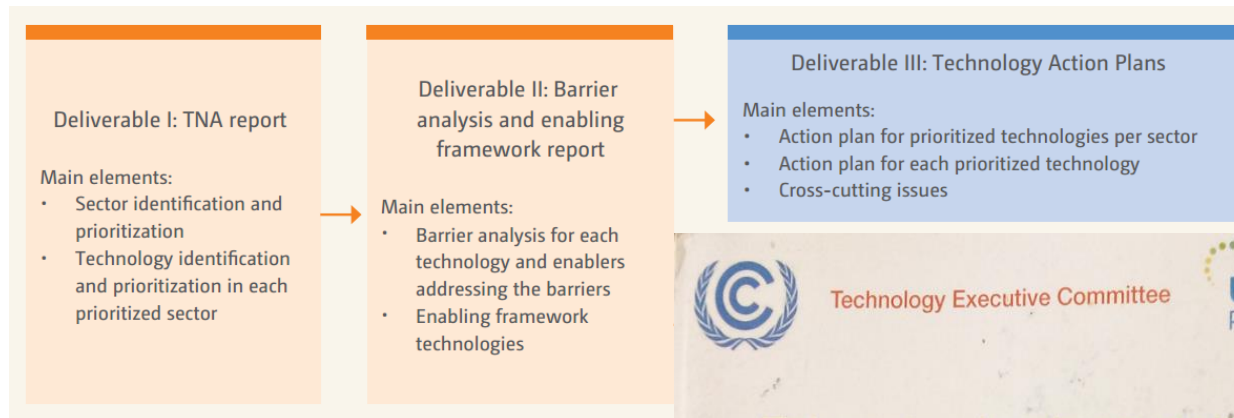 Deliverable I: TNA report
Main elements:
• Sector identification and
prioritization
• Technology identification
and prioritization in each
prioritized sector
Deliverable II: Barrier
analysis and enabling
framework report
Main elements:
• Barrier analysis for each
technology and enablers
addressing the barriers
• Enabling framework
technologies
Deliverable III: Technology Action Plans
Main elements:
• Action plan for prioritized technologies per sector
• Action plan for each prioritized technology
• Cross-cutting issues
Technology Executive Committee